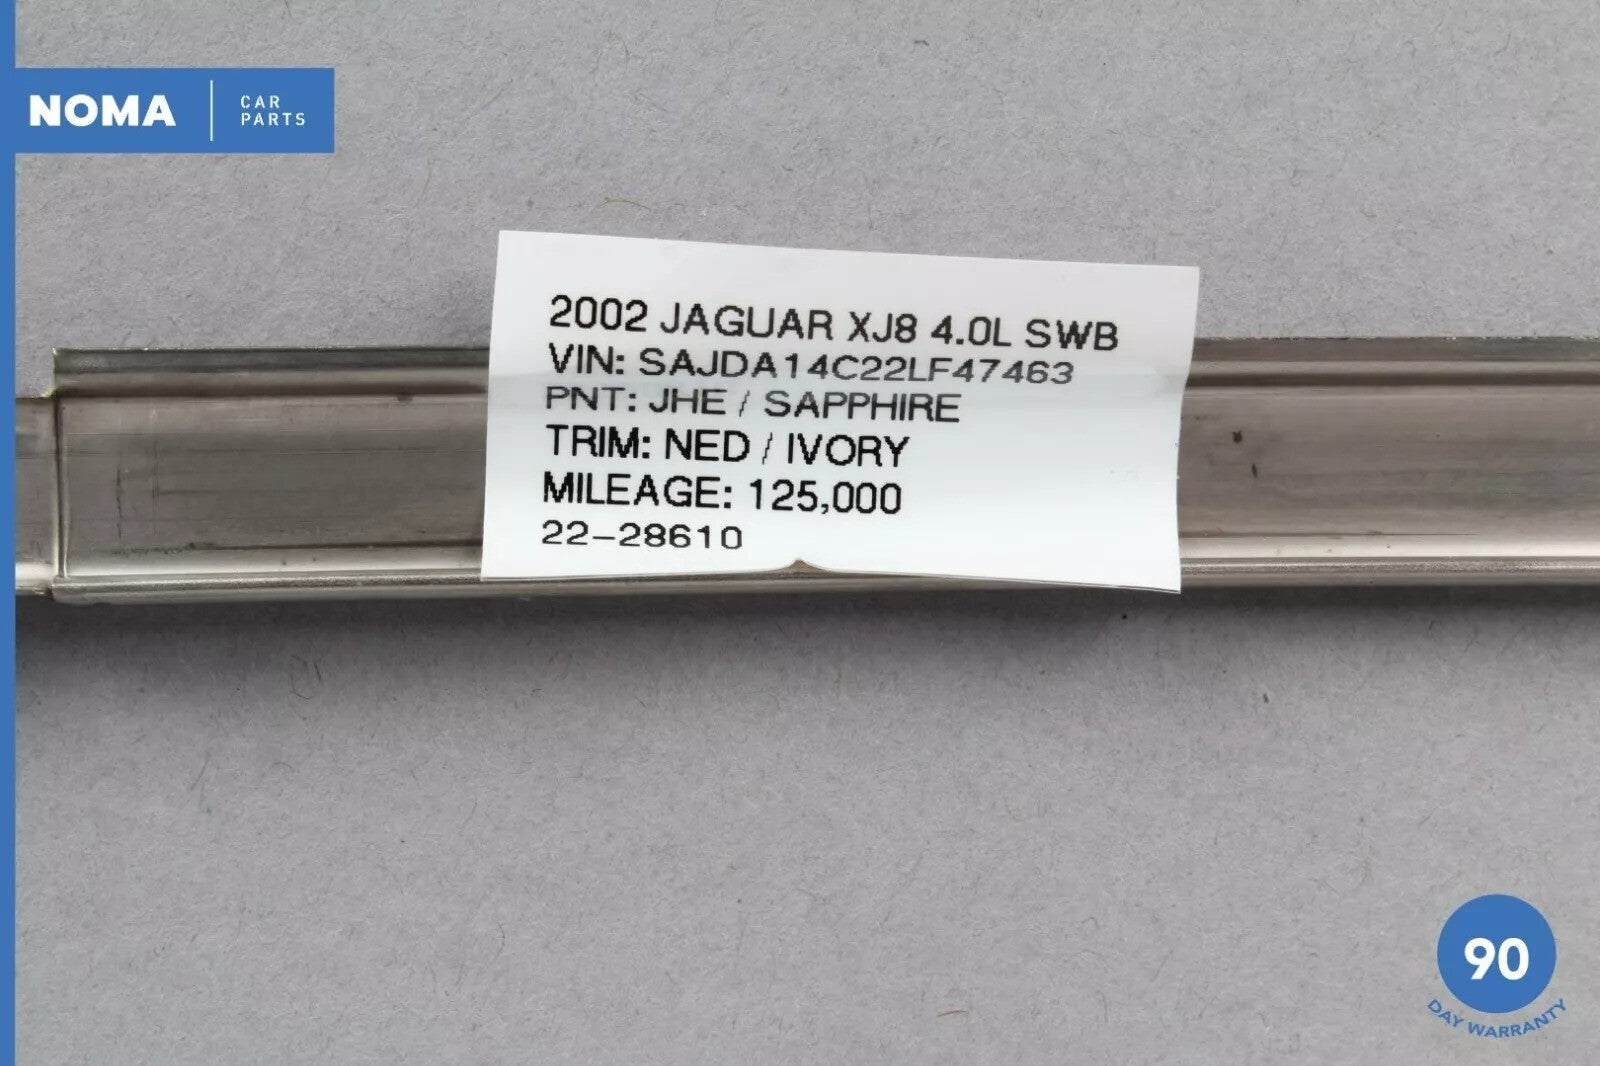 NOMA
CAR
PARTS
2002 JAGUAR XJ8 4.0L SWB
VIN: SAJDA14C22LF47463
PNT: JHE / SAPPHIRE
TRIM: NED / IVORY
MILEAGE: 125,000
22-28610
90
DAY WARRANTY